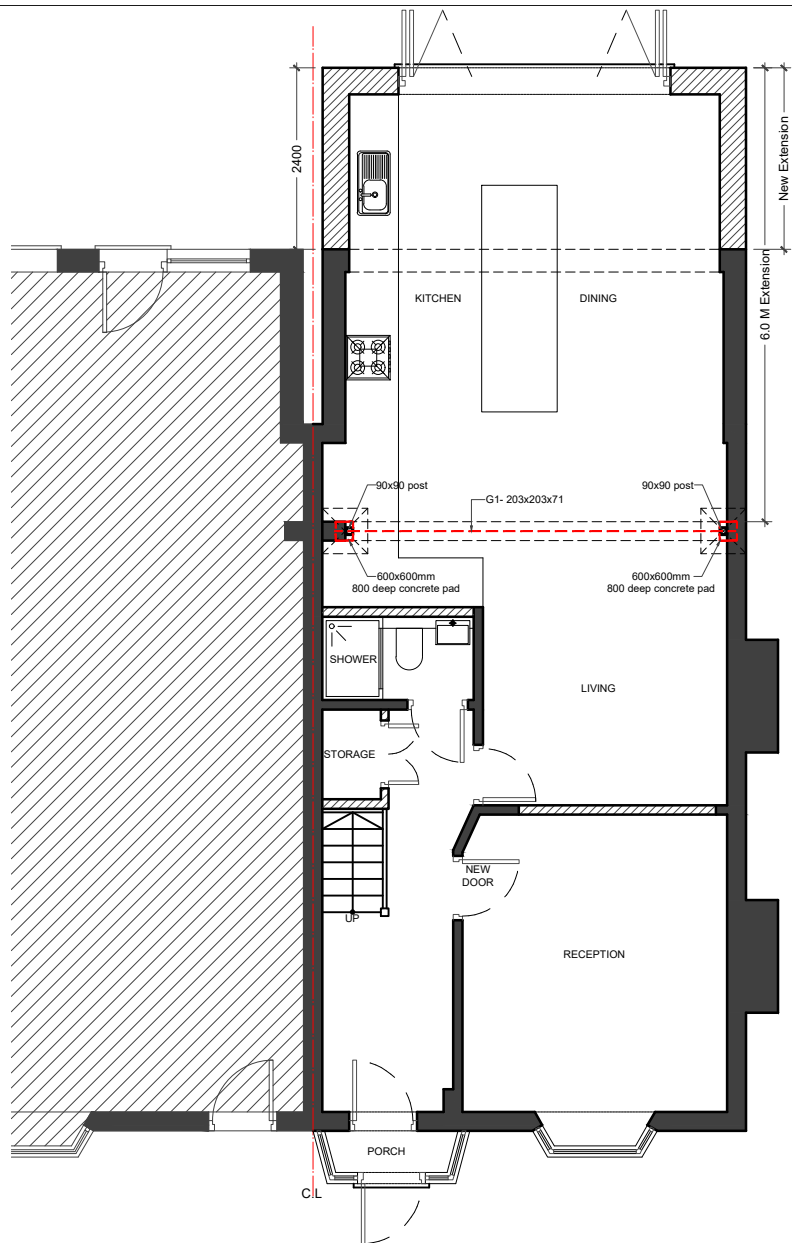 2400
New Extension
6.0 M Extension
KITCHEN
DINING
90x90 post
G1- 203x203x71
90x90 post
600x600mm
800 deep concrete pad
600x600mm
800 deep concrete pad
SHOWER
LIVING
STORAGE
NEW
DOOR
UP
RECEPTION
PORCH
C.L